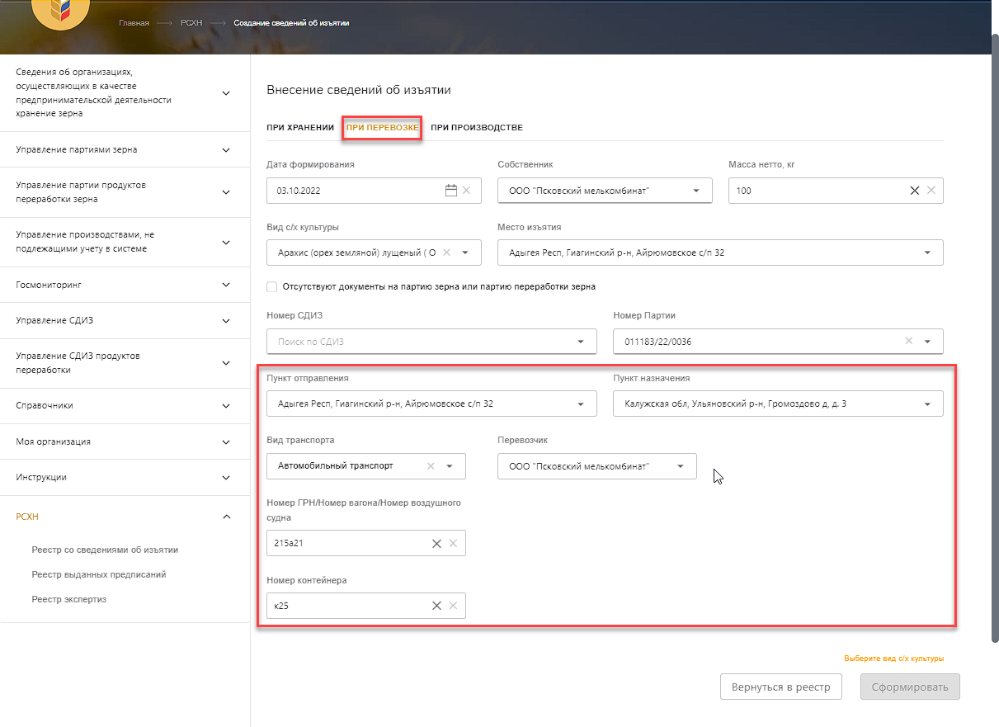 Главная
РСХН
Создание сведений об изъятии
Сведения об организациях,
осуществляющих в качестве
предпринимательской деятельности
хранение зерна
Управление партиями зерна
Управление партии продуктов
переработки зерна
Управление производствами, не
подлежащими учету в системе
Госмониторинг
Управление СДИЗ
Управление СДИЗ продуктов
переработки
Справочники
Моя организация
Инструкции
РСХН
Реестр со сведениями об изъятии
Реестр выданных предписаний
Реестр экспертиз
Внесение сведений об изъятии
ПРИ ХРАНЕНИИ ПРИ ПЕРЕВОЗКЕ ПРИ ПРОИЗВОДСТВЕ
Дата формирования Собственник Масса нетто, кг
03.10.2022 ООО "Псковский мелькомбинат" 100
Вид с/х культуры Место изъятия
Арахис (орех земляной) лущеный ( О Адыгея Респ, Гиагинский р-н, Айрюмовское с/п 32
Отсутствуют документы на партию зерна или партию переработки зерна
Номер СДИЗ Номер Партии
Поиск по СДИЗ 011183/22/0036
Пункт отправления Пункт назначения
Адыгея Респ, Гиагинский р-н, Айрюмовское с/п 32 Калужская обл, Ульяновский р-н, Громоздово д, д. 3
Вид транспорта Перевозчик
Автомобильный транспорт ООО "Псковский мелькомбинат"
Номер ГРН/Номер вагона/Номер воздушного
судна
215а21
Номер контейнера
к25
Выберите вид с/х культуры
Вернуться в реестр Сформировать